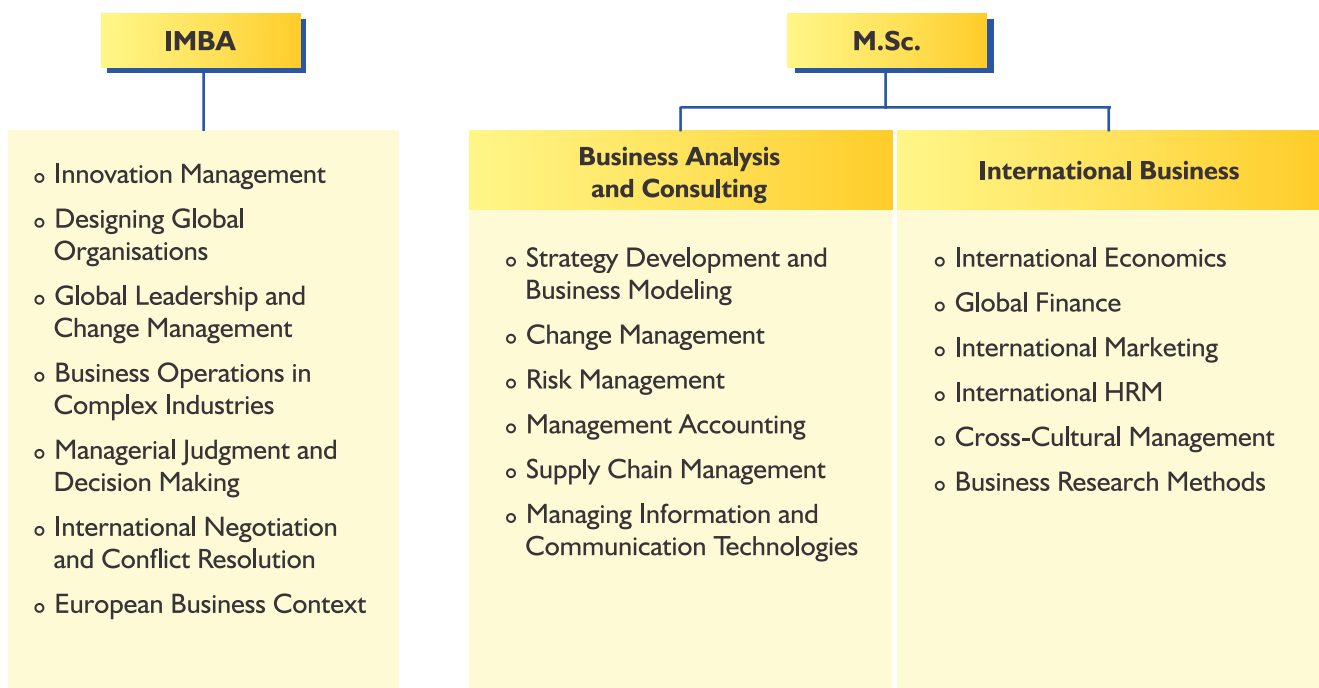 IMBA
Innovation Management
Designing Global
Organisations
Global Leadership and
Change Management
Business Operations in
Complex Industries
Managerial Judgment and
Decision Making
International Negotiation
and Conflict Resolution
European Business Context
M.Sc.
Business Analysis
and Consulting
Strategy Development and
Business Modeling
Change Management
Risk Management
Management Accounting
Supply Chain Management
Managing Information and
Communication Technologies
International Business
International Economics
Global Finance
International Marketing
International HRM
Cross-Cultural Management
Business Research Methods